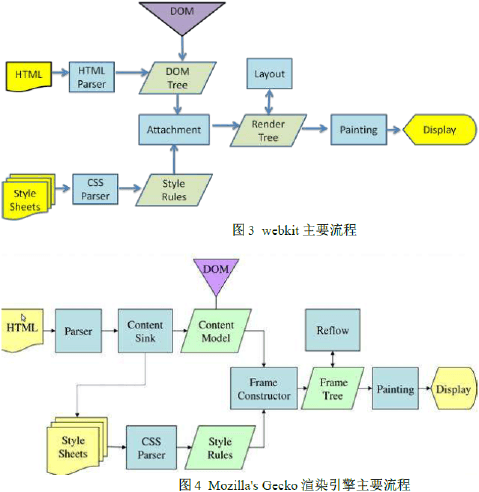 DOM
HTML
HTML
Parser
DOM
Tree
Layout
Attachment
Render
Tree
Painting
Display
Style
Sheets
CSS
Parser
Style
Rules
图3 webkit 主要流程
DOM
HTML
Parser
Content
Sink
Content
Model
Reflow
Frame
Constructor
Frame
Tree
Painting
Display
Style
Sheets
CSS
Parser
Style
Rules
图4 Mozilla's Gecko 渲染引擎主要流程